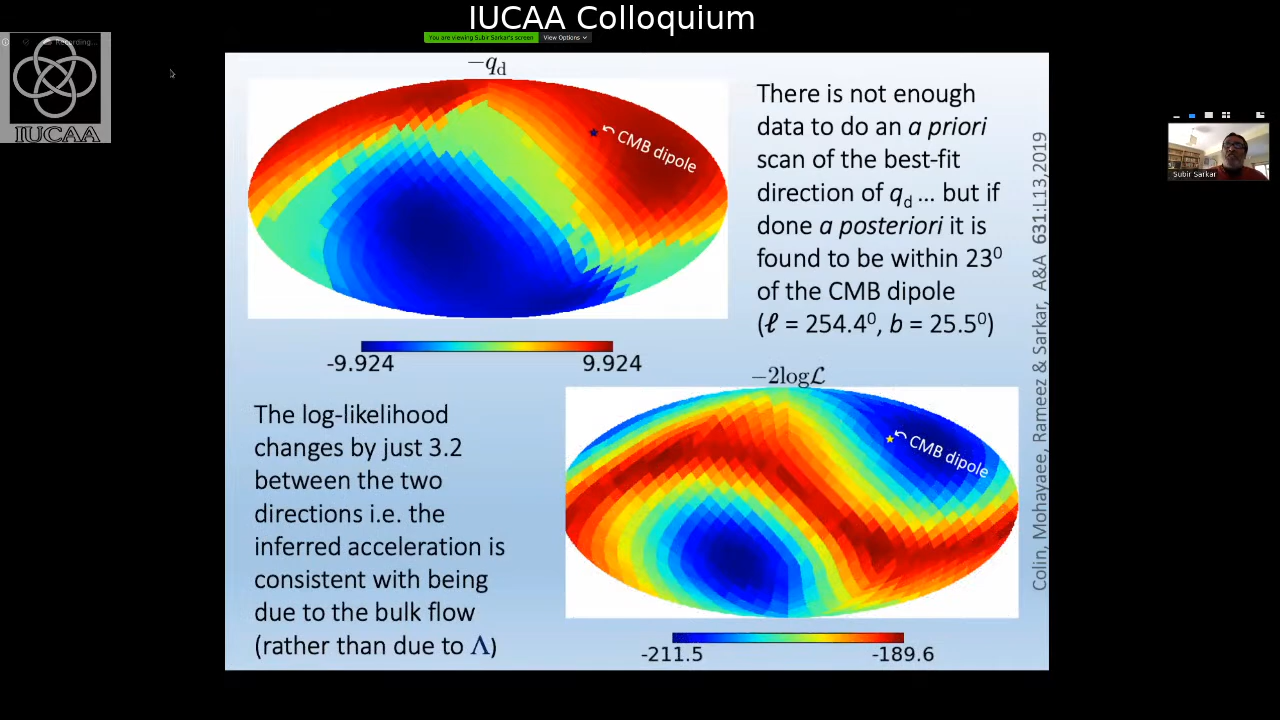 IUCAA Colloquium
You are viewing Subir Sarkar's screen
View Options
Recording...
IUCAA
−q_d
CMB dipole
-9.924
9.924
There is not enough
data to do an a priori
scan of the best-fit
direction of q_d ... but if
done a posteriori it is
found to be within 23⁰
of the CMB dipole
(ℓ = 254.4⁰, b = 25.5⁰)
Colin, Mohayaee, Rameez & Sarkar, A&A 631:L13,2019
Subir Sarkar
The log-likelihood
changes by just 3.2
between the two
directions i.e. the
inferred acceleration is
consistent with being
due to the bulk flow
(rather than due to Λ)
−2logℒ
CMB dipole
-211.5
-189.6